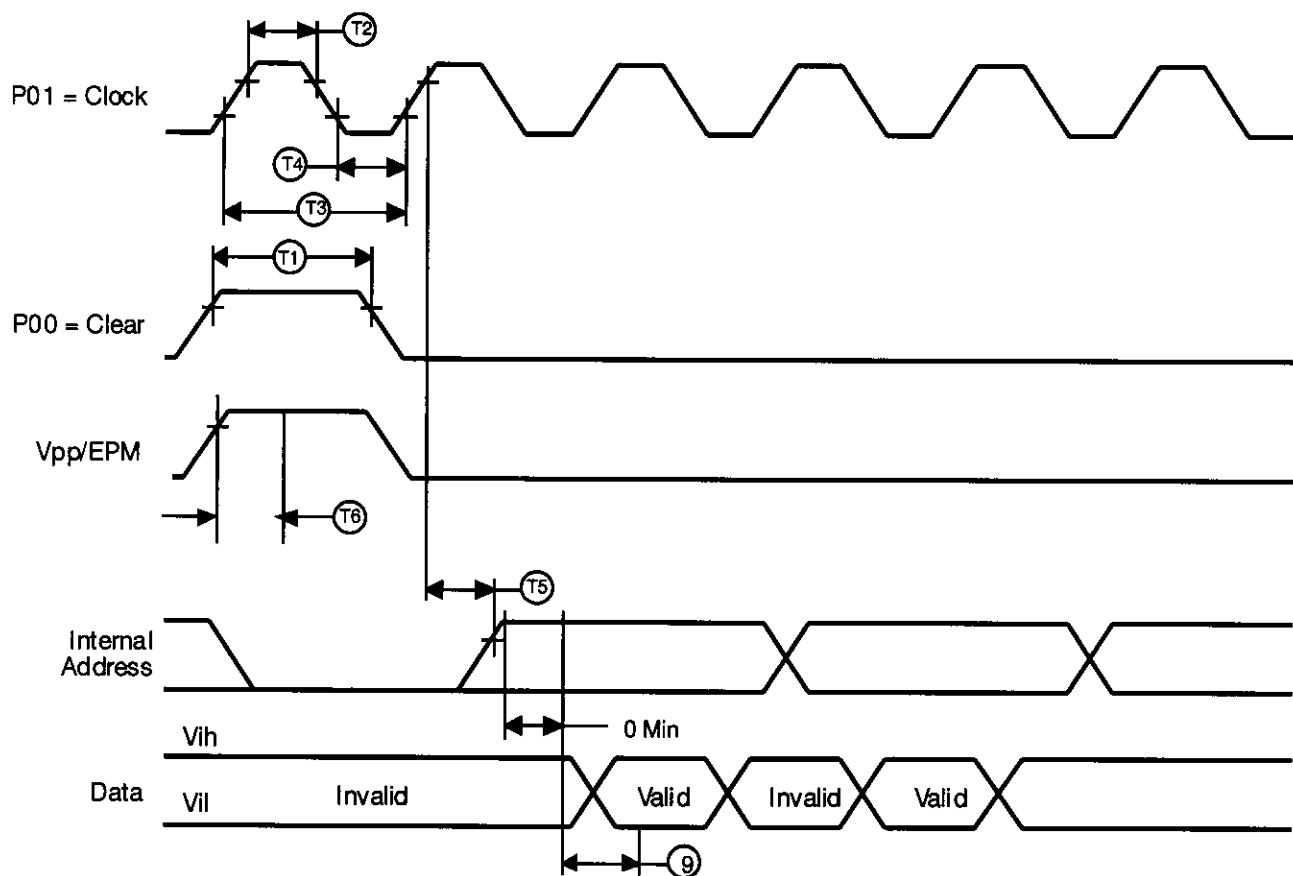 T2
P01 = Clock
T4
T3
T1
P00 = Clear
Vpp/EPM
T6
T5
Internal
Address
0 Min
Vih
Data
Vil
Invalid
Valid
Invalid
Valid
9